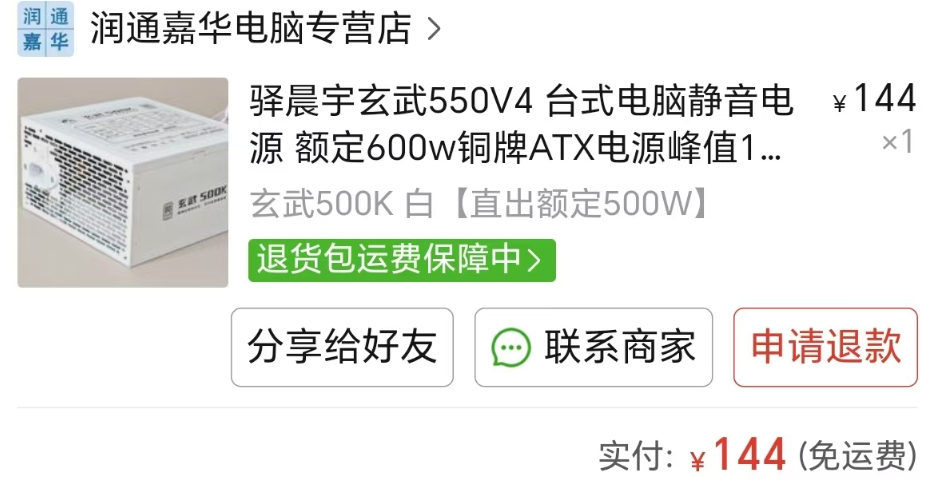 润通
嘉华
润通嘉华电脑专营店 >
驿晨宇玄武550V4 台式电脑静音电
¥144
源 额定600w铜牌ATX电源峰值1...
×1
玄武500K 白【直出额定500W】
玄武 500K
退货包运费保障中 >
分享给好友
联系商家
申请退款
实付: ¥144 (免运费)